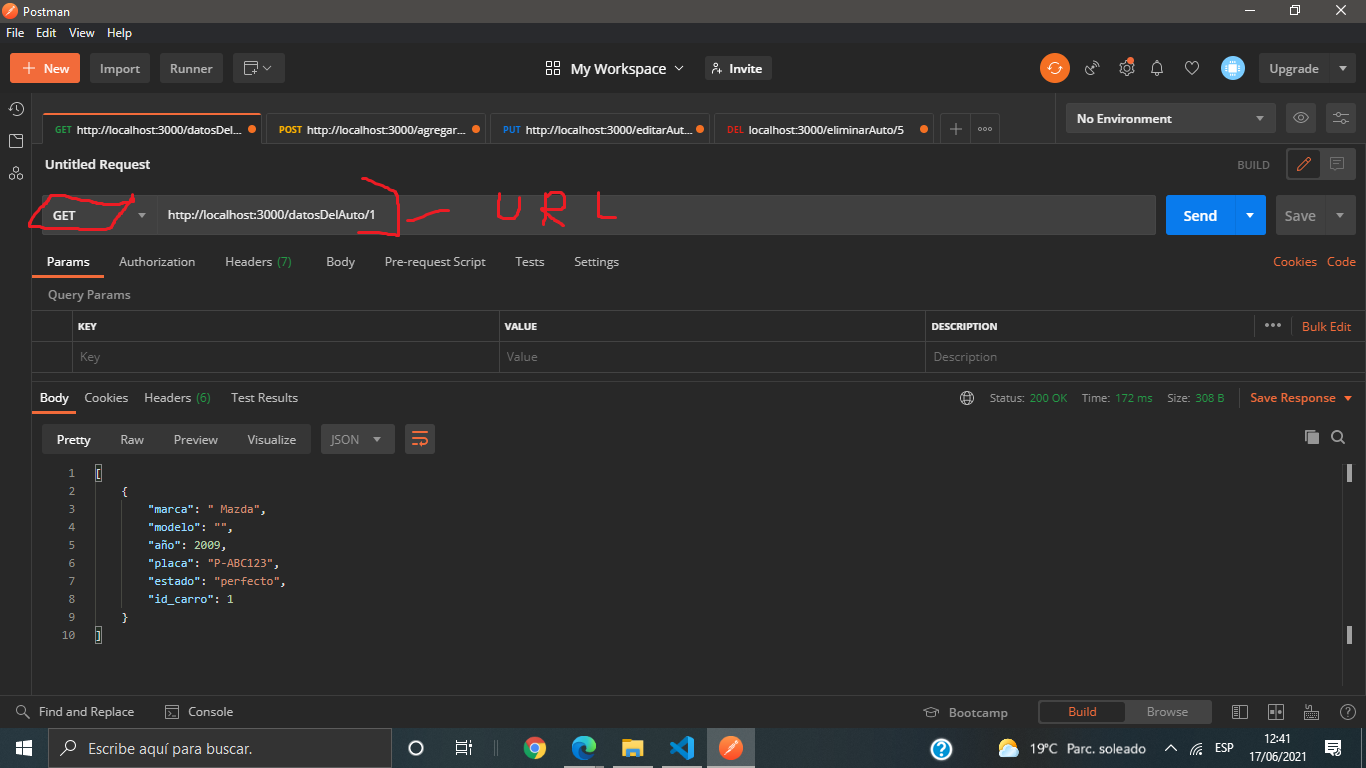 Postman
File Edit View Help
New Import Runner My Workspace Invite Upgrade
GET http://localhost:3000/datosDel... POST http://localhost:3000/agregar... PUT http://localhost:3000/editarAut... DEL localhost:3000/eliminarAuto/5 No Environment
Untitled Request BUILD
GET http://localhost:3000/datosDelAuto/1 URL Send Save
Params Authorization Headers (7) Body Pre-request Script Tests Settings Cookies Code
Query Params
KEY VALUE DESCRIPTION Bulk Edit
Key Value Description
Body Cookies Headers (6) Test Results Status: 200 OK Time: 172 ms Size: 308 B Save Response
Pretty Raw Preview Visualize JSON
1 [
2 {
3 "marca": " Mazda",
4 "modelo": "",
5 "año": 2009,
6 "placa": "P-ABC123",
7 "estado": "perfecto",
8 "id_carro": 1
9 }
10 ]
Find and Replace Console Bootcamp Build Browse
Escribe aquí para buscar. 19°C Parc. soleado ESP 12:41
17/06/2021